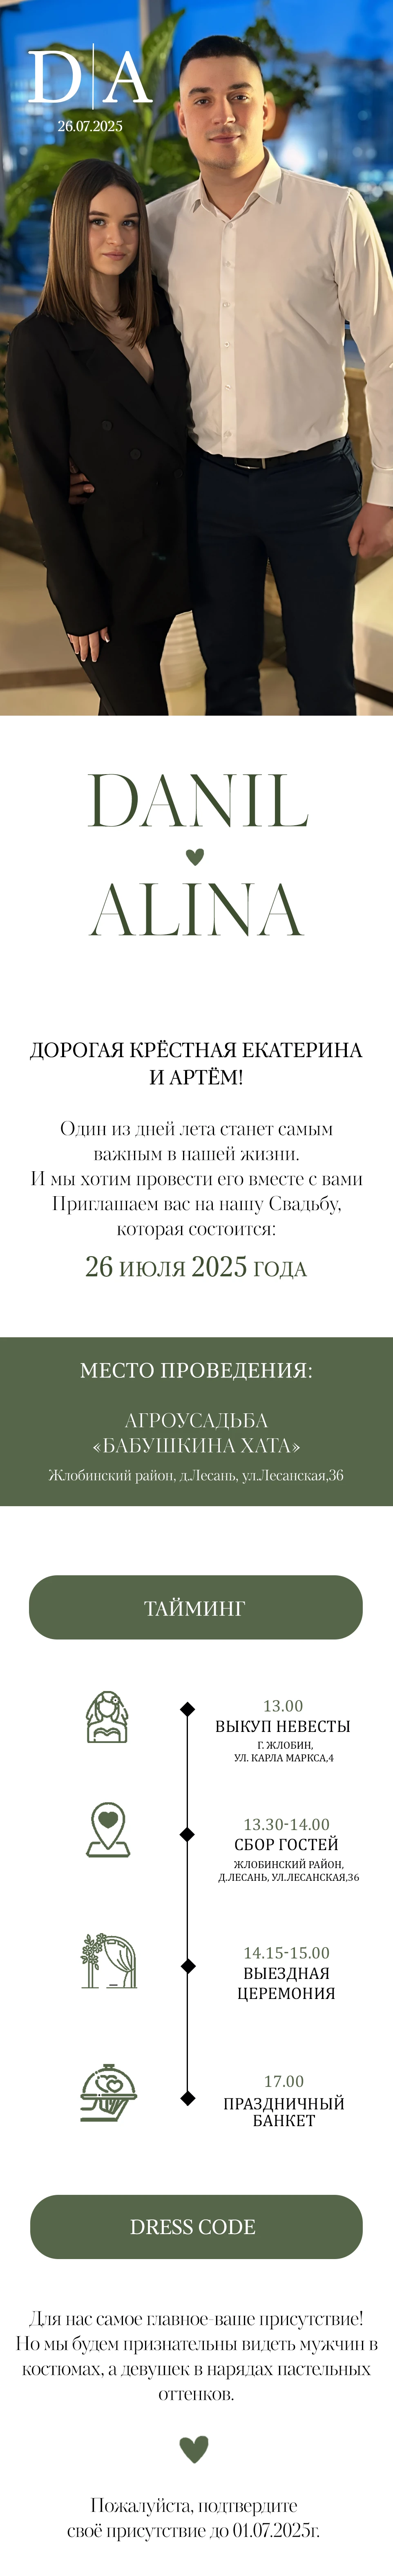 D|A
26.07.2025
DANIL
ALINA
ДОРОГАЯ КРЁСТНАЯ ЕКАТЕРИНА
И АРТЁМ!
Один из дней лета станет самым
важным в нашей жизни.
И мы хотим провести его вместе с вами
Приглашаем вас на нашу Свадьбу,
которая состоится:
26 ИЮЛЯ 2025 ГОДА
МЕСТО ПРОВЕДЕНИЯ:
АГРОУСАДЬБА
«БАБУШКИНА ХАТА»
Жлобинский район, д.Лесань, ул.Лесанская,36
ТАЙМИНГ
13.00
ВЫКУП НЕВЕСТЫ
Г. ЖЛОБИН,
УЛ. КАРЛА МАРКСА,4
13.30-14.00
СБОР ГОСТЕЙ
ЖЛОБИНСКИЙ РАЙОН,
Д.ЛЕСАНЬ, УЛ.ЛЕСАНСКАЯ,36
14.15-15.00
ВЫЕЗДНАЯ
ЦЕРЕМОНИЯ
17.00
ПРАЗДНИЧНЫЙ
БАНКЕТ
DRESS CODE
Для нас самое главное-ваше присутствие!
Но мы будем признательны видеть мужчин в
костюмах, а девушек в нарядах пастельных
оттенков.
Пожалуйста, подтвердите
своё присутствие до 01.07.2025г.